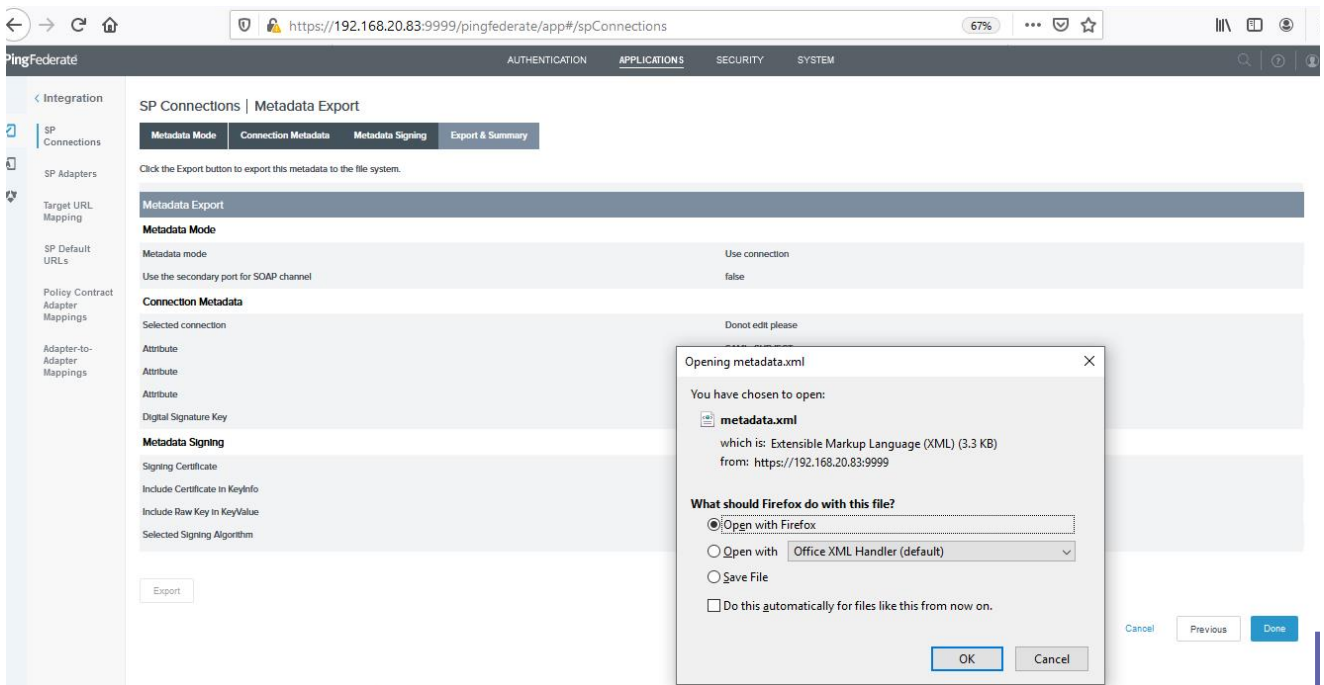 https://192.168.20.83:9999/pingfederate/app#/spConnections
67%
PingFederate
AUTHENTICATION
APPLICATIONS
SECURITY
SYSTEM
< Integration
SP
Connections
SP Adapters
Target URL
Mapping
SP Default
URLs
Policy Contract
Adapter
Mappings
Adapter-to-
Adapter
Mappings
SP Connections | Metadata Export
Metadata Mode
Connection Metadata
Metadata Signing
Export & Summary
Click the Export button to export this metadata to the file system.
Metadata Export
Metadata Mode
Metadata mode Use connection
Use the secondary port for SOAP channel false
Connection Metadata
Selected connection Donot edit please
Attribute
Attribute
Attribute
Digital Signature Key
Metadata Signing
Signing Certificate
Include Certificate in KeyInfo
Include Raw Key in KeyValue
Selected Signing Algorithm
Export
Opening metadata.xml
You have chosen to open:
metadata.xml
which is: Extensible Markup Language (XML) (3.3 KB)
from: https://192.168.20.83:9999
What should Firefox do with this file?
Open with Firefox
Open with Office XML Handler (default)
Save File
Do this automatically for files like this from now on.
OK
Cancel
Cancel
Previous
Done